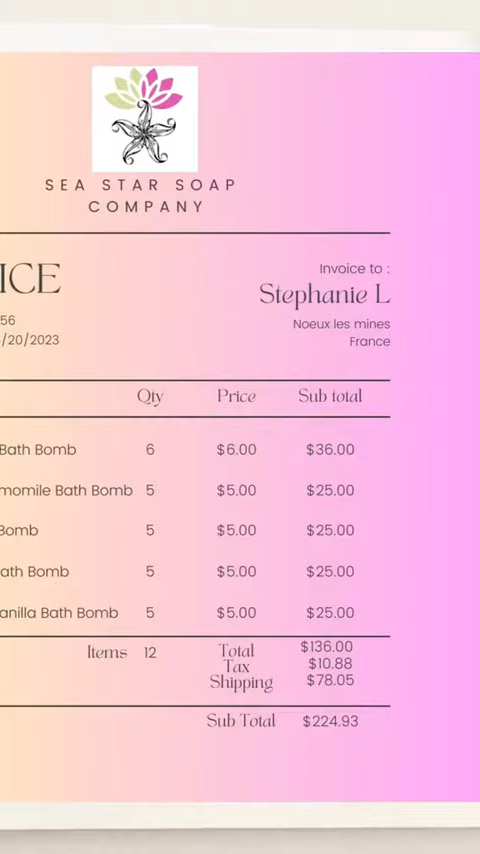 SEA STAR SOAP
COMPANY
ICE
Invoice to :
Stephanie L
56
/20/2023
Noeux les mines
France
Qty Price Sub total
Bath Bomb 6 $6.00 $36.00
momile Bath Bomb 5 $5.00 $25.00
Bomb 5 $5.00 $25.00
ath Bomb 5 $5.00 $25.00
anilla Bath Bomb 5 $5.00 $25.00
Items 12 Total $136.00
Tax $10.88
Shipping $78.05
Sub Total $224.93